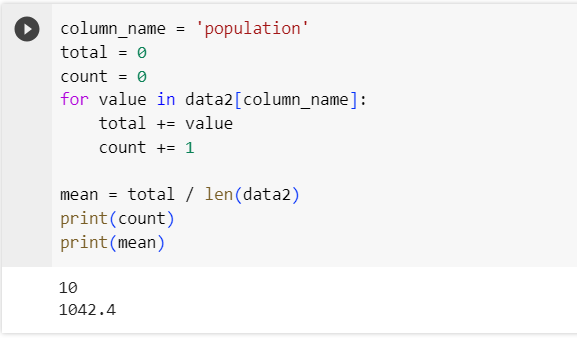 column_name = 'population'
total = 0
count = 0
for value in data2[column_name]:
    total += value
    count += 1

mean = total / len(data2)
print(count)
print(mean)
10
1042.4